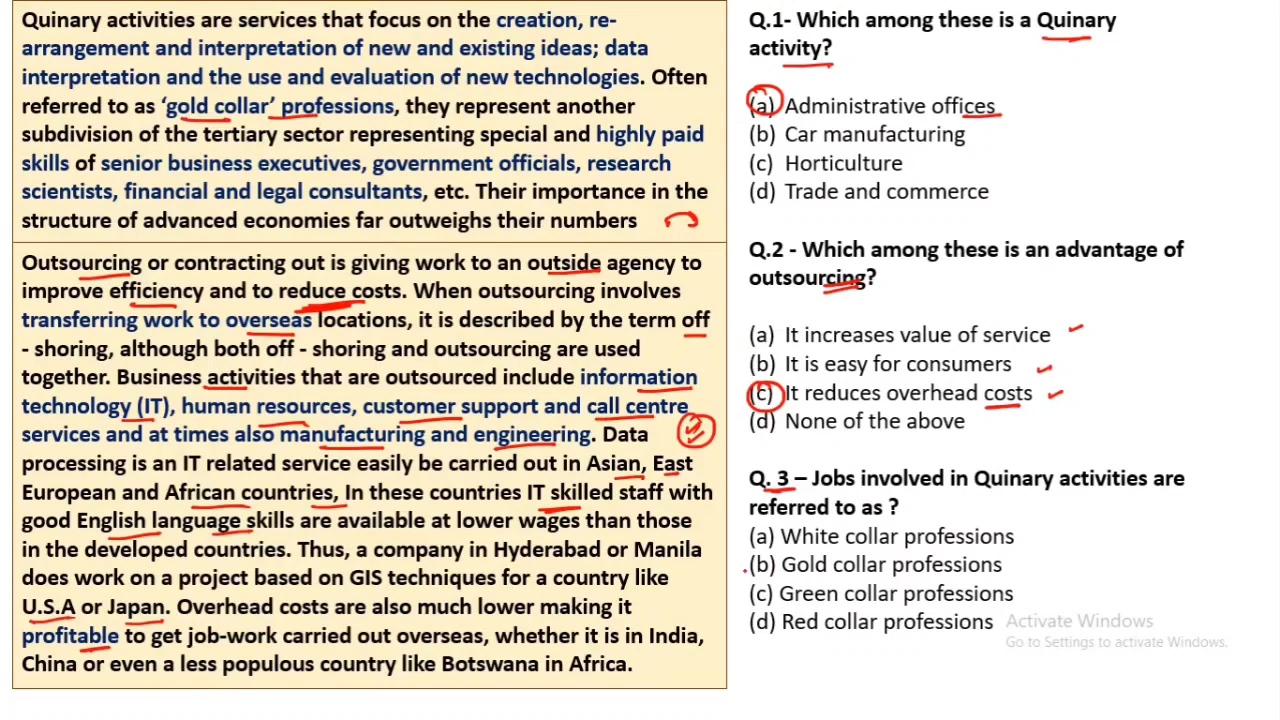 Quinary activities are services that focus on the creation, re-
arrangement and interpretation of new and existing ideas; data
interpretation and the use and evaluation of new technologies. Often
referred to as ‘gold collar’ professions, they represent another
subdivision of the tertiary sector representing special and highly paid
skills of senior business executives, government officials, research
scientists, financial and legal consultants, etc. Their importance in the
structure of advanced economies far outweighs their numbers
Outsourcing or contracting out is giving work to an outside agency to
improve efficiency and to reduce costs. When outsourcing involves
transferring work to overseas locations, it is described by the term off
- shoring, although both off - shoring and outsourcing are used
together. Business activities that are outsourced include information
technology (IT), human resources, customer support and call centre
services and at times also manufacturing and engineering. Data
processing is an IT related service easily be carried out in Asian, East
European and African countries, In these countries IT skilled staff with
good English language skills are available at lower wages than those
in the developed countries. Thus, a company in Hyderabad or Manila
does work on a project based on GIS techniques for a country like
U.S.A or Japan. Overhead costs are also much lower making it
profitable to get job-work carried out overseas, whether it is in India,
China or even a less populous country like Botswana in Africa.
Q.1- Which among these is a Quinary
activity?
(a) Administrative offices
(b) Car manufacturing
(c) Horticulture
(d) Trade and commerce
Q.2 - Which among these is an advantage of
outsourcing?
(a) It increases value of service
(b) It is easy for consumers
(c) It reduces overhead costs
(d) None of the above
Q. 3 – Jobs involved in Quinary activities are
referred to as ?
(a) White collar professions
(b) Gold collar professions
(c) Green collar professions
(d) Red collar professions
Activate Windows
Go to Settings to activate Windows.